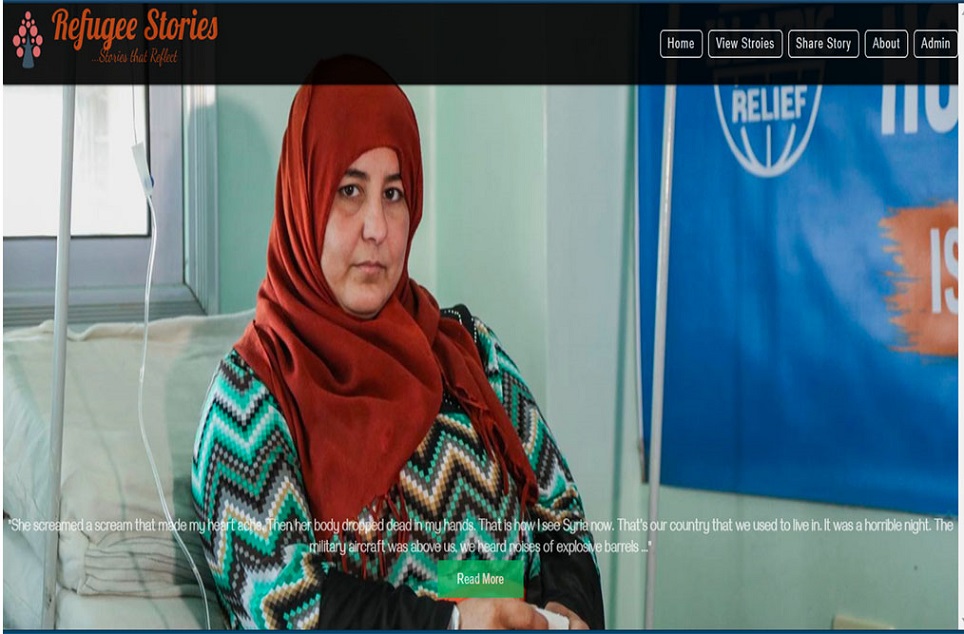 Refugee Stories
...Stories that Reflect
Home
View Stroies
Share Story
About
Admin
RELIEF
IS
"She screamed a scream that made my heart ache. Then her body dropped dead in my hands. That is how I see Syria now. That's our country that we used to live in. It was a horrible night. The
military aircraft was above us, we heard noises of explosive barrels ..."
Read More